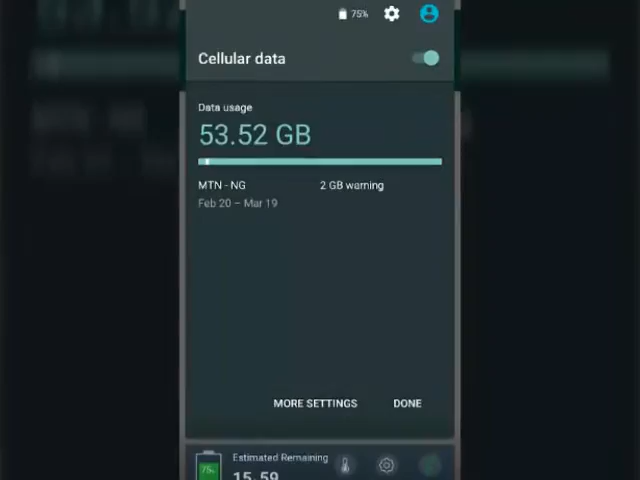 75%
Cellular data
Data usage
53.52 GB
MTN - NG
2 GB warning
Feb 20 – Mar 19
MORE SETTINGS
DONE
Estimated Remaining
75%
15.59